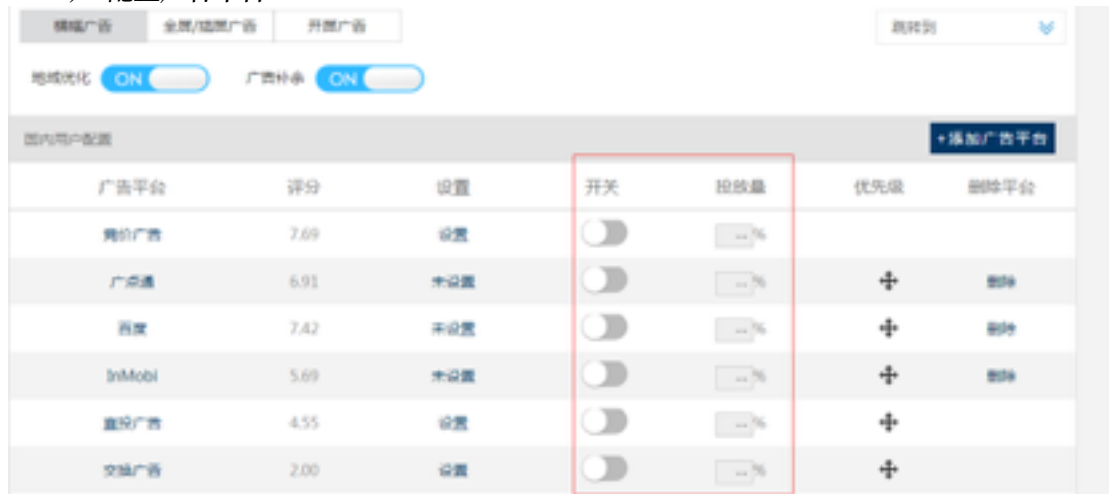 横幅广告 全屏/插屏广告 开屏广告 跳转到
地域优化 ON 广告补余 ON
国内用户配置 +添加广告平台
广告平台 评分 设置 开关 投放量 优先级 删除平台
竞价广告 7.69 设置 --%
广点通 6.91 未设置 --% 删除
百度 7.42 未设置 --% 删除
InMobi 5.69 未设置 --% 删除
直投广告 4.55 设置 --%
交换广告 2.00 设置 --%